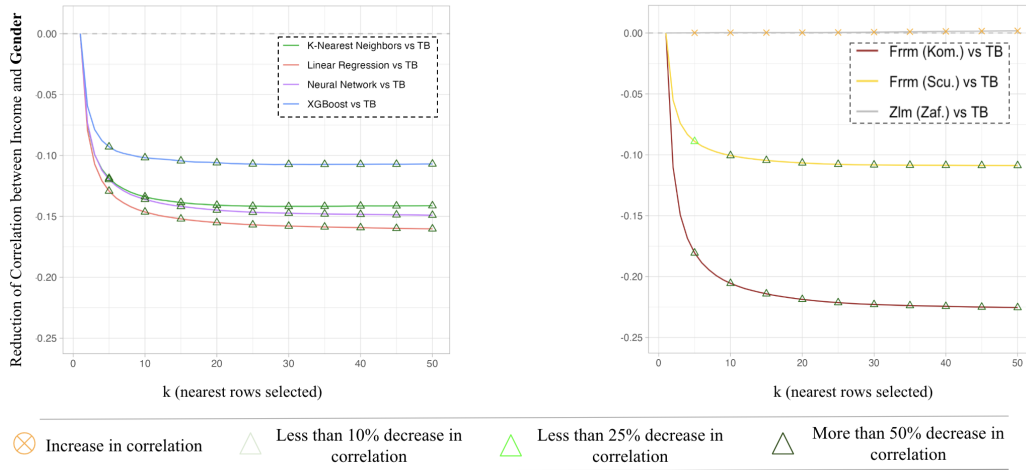 Reduction of Correlation between Income and Gender
0.00
-0.05
-0.10
-0.15
-0.20
-0.25
K-Nearest Neighbors vs TB
Linear Regression vs TB
Neural Network vs TB
XGBoost vs TB
0 10 20 30 40 50
k (nearest rows selected)
0.00
-0.05
-0.10
-0.15
-0.20
-0.25
Frrm (Kom.) vs TB
Frrm (Scu.) vs TB
Zlm (Zaf.) vs TB
0 10 20 30 40 50
k (nearest rows selected)
Increase in correlation
Less than 10% decrease in
correlation
Less than 25% decrease in
correlation
More than 50% decrease in
correlation